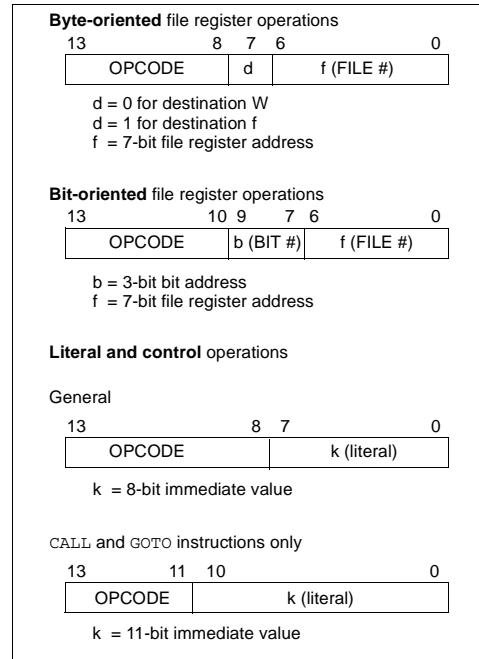 Byte-oriented file register operations
13 8 7 6 0
OPCODE d f (FILE #)
d = 0 for destination W
d = 1 for destination f
f = 7-bit file register address
Bit-oriented file register operations
13 10 9 7 6 0
OPCODE b (BIT #) f (FILE #)
b = 3-bit bit address
f = 7-bit file register address
Literal and control operations
General
13 8 7 0
OPCODE k (literal)
k = 8-bit immediate value
CALL and GOTO instructions only
13 11 10 0
OPCODE k (literal)
k = 11-bit immediate value